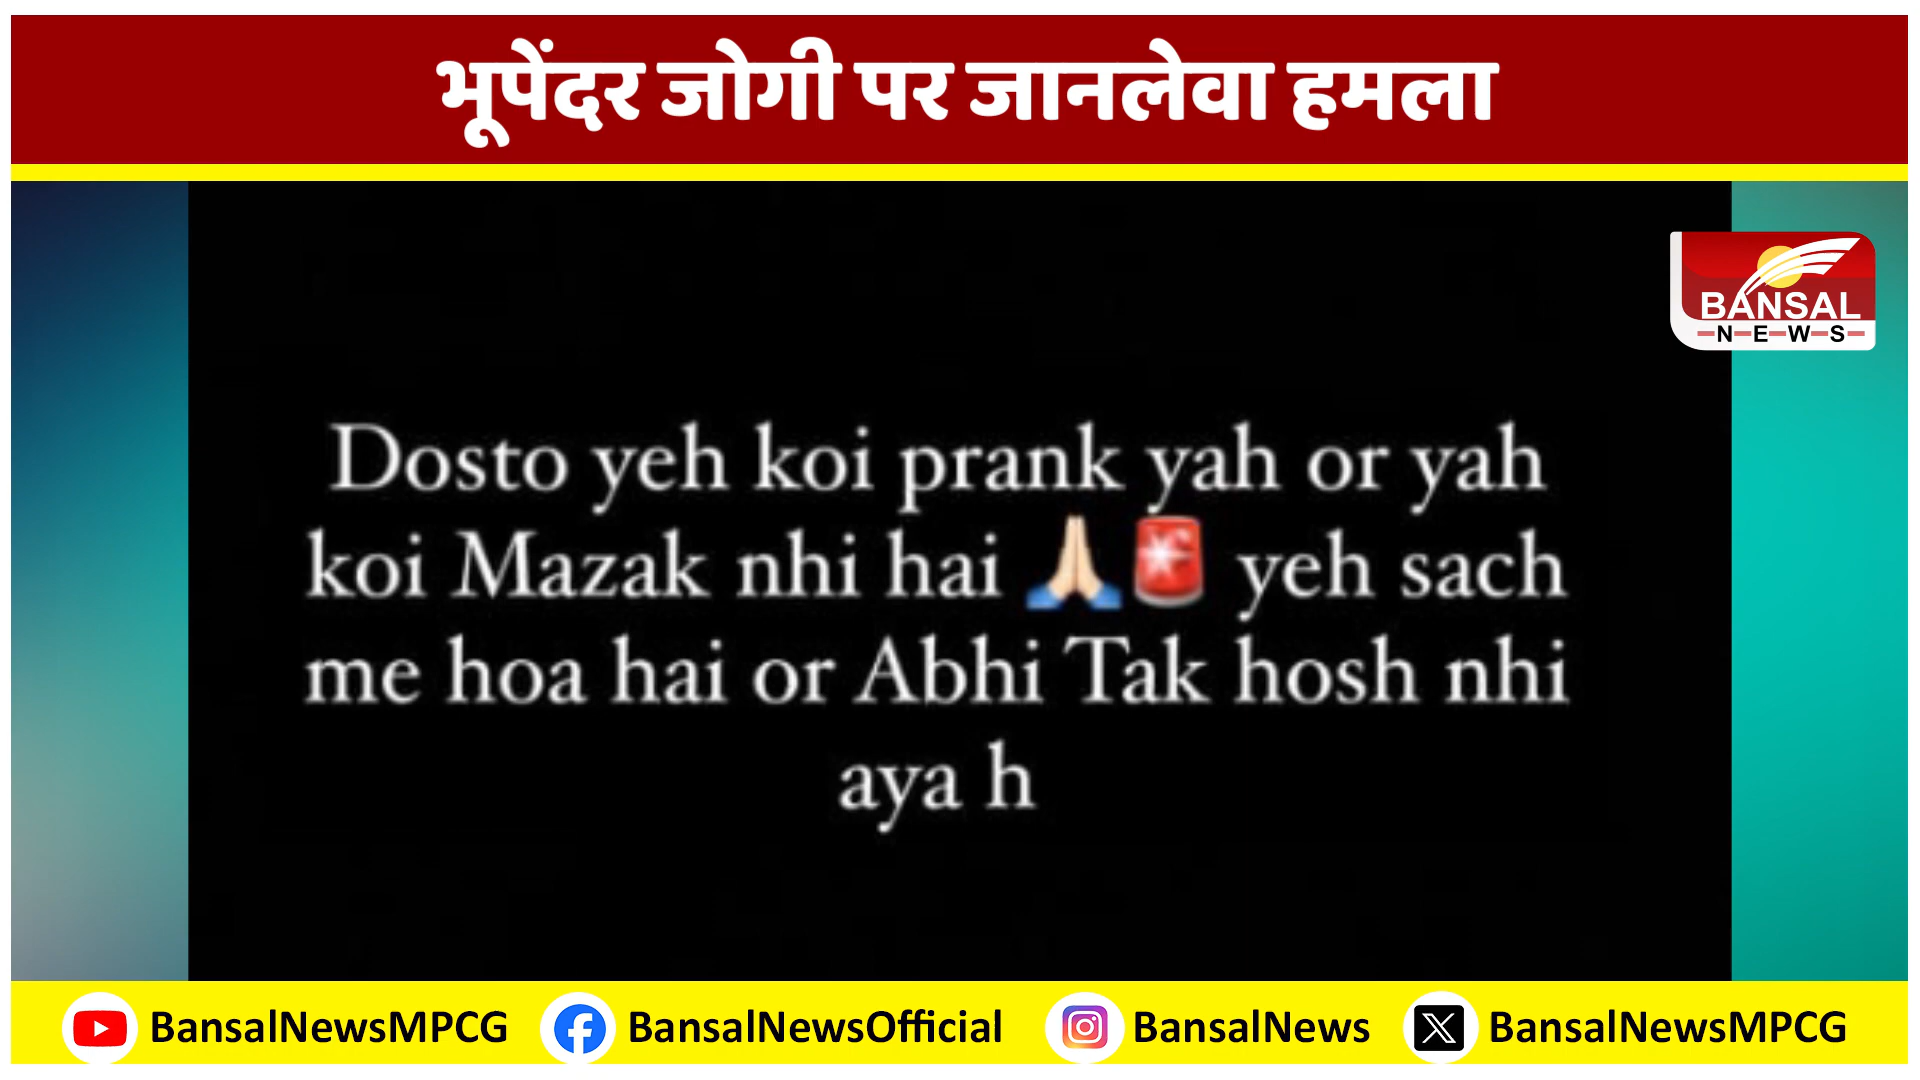 भूपेंदर जोगी पर जानलेवा हमला
BANSAL
NEWS
Dosto yeh koi prank yah or yah
koi Mazak nhi hai 🙏🏻🚨 yeh sach
me hoa hai or Abhi Tak hosh nhi
aya h
BansalNewsMPCG BansalNewsOfficial BansalNews BansalNewsMPCG